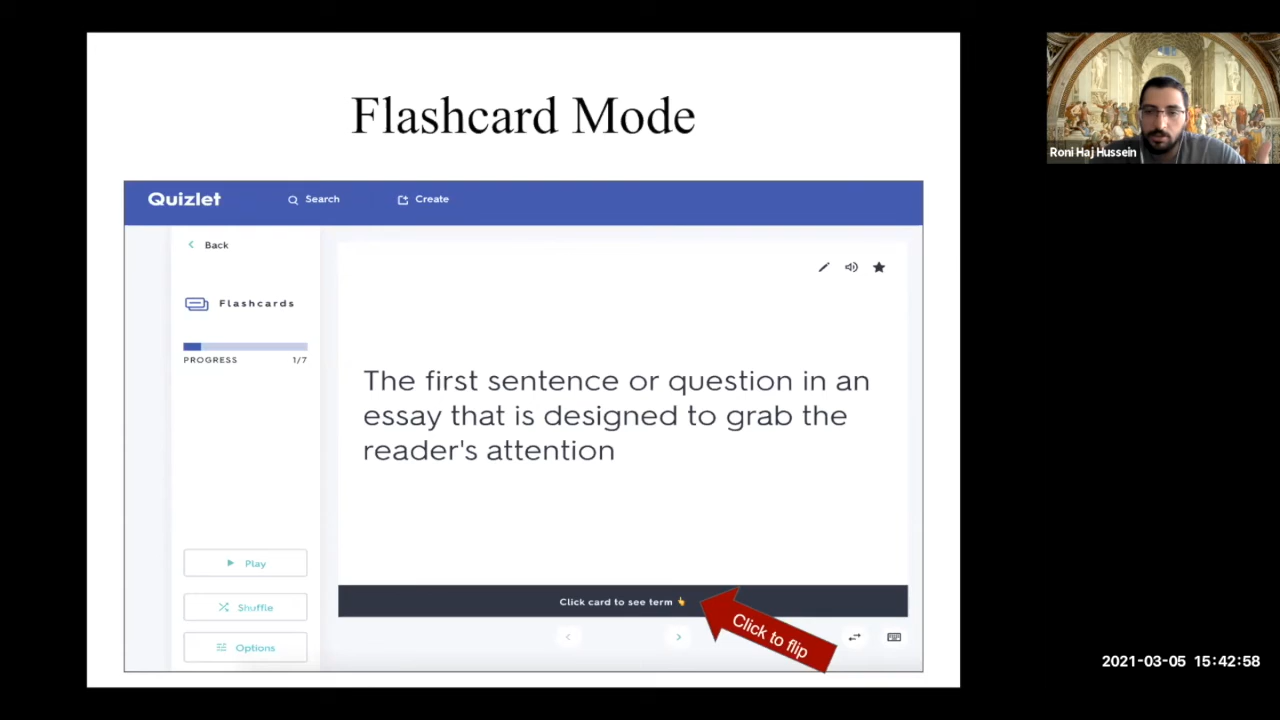 Flashcard Mode
Roni Haj Hussein
Quizlet
Search
Create
Back
Flashcards
PROGRESS 1/7
The first sentence or question in an
essay that is designed to grab the
reader's attention
Play
Shuffle
Options
Click card to see term
Click to flip
2021-03-05 15:42:58